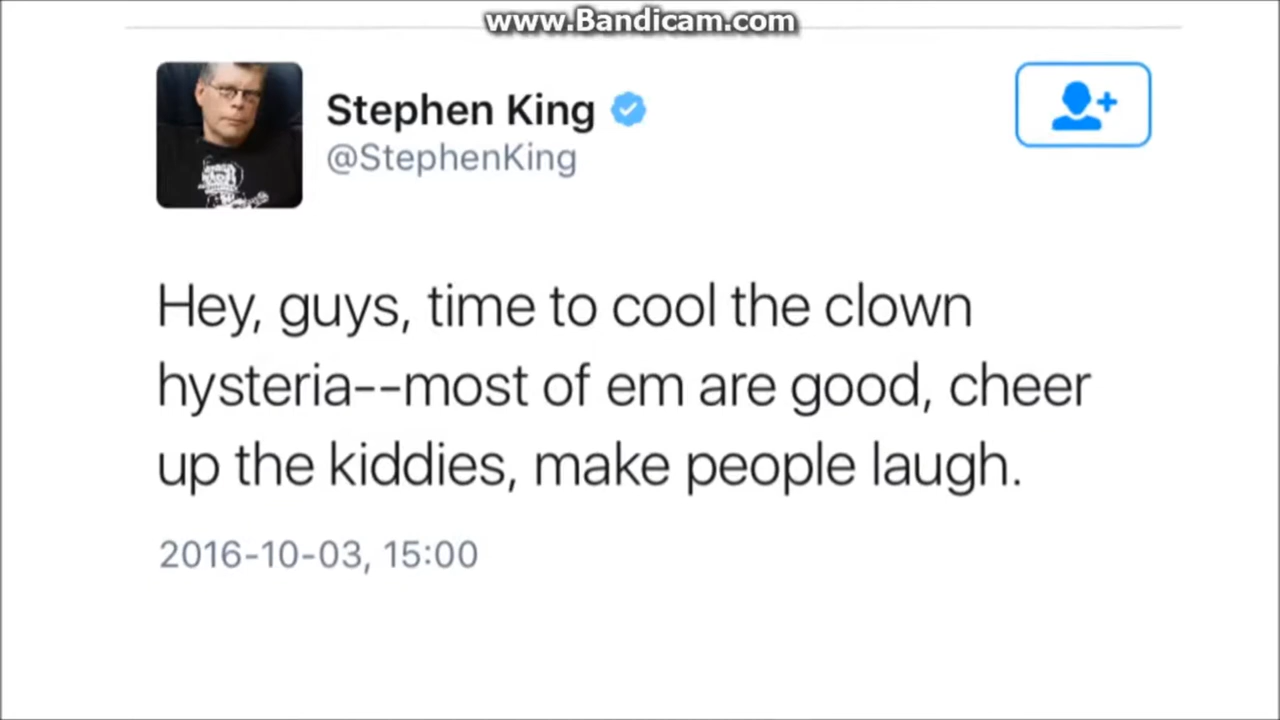 www.Bandicam.com
Stephen King
@StephenKing
Hey, guys, time to cool the clown
hysteria--most of em are good, cheer
up the kiddies, make people laugh.
2016-10-03, 15:00